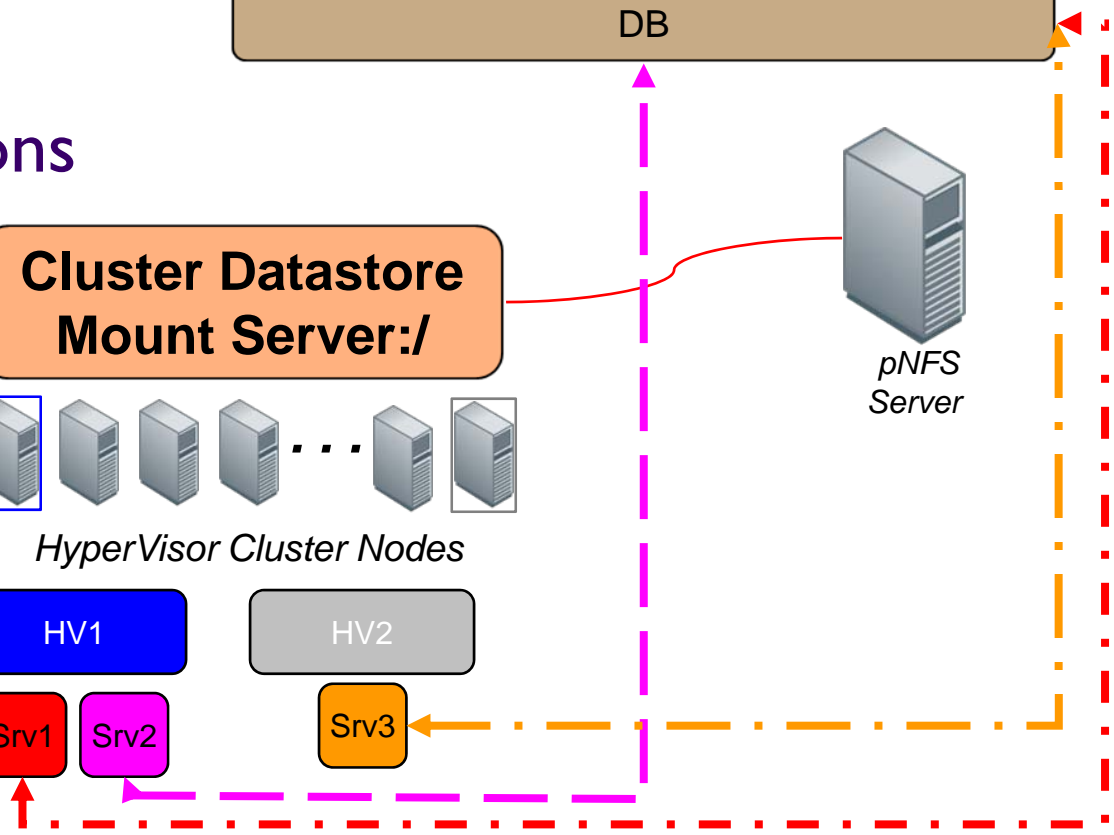 DB
ons
Cluster Datastore
Mount Server:/
pNFS
Server
. . .
HyperVisor Cluster Nodes
HV1
HV2
Srv1
Srv2
Srv3